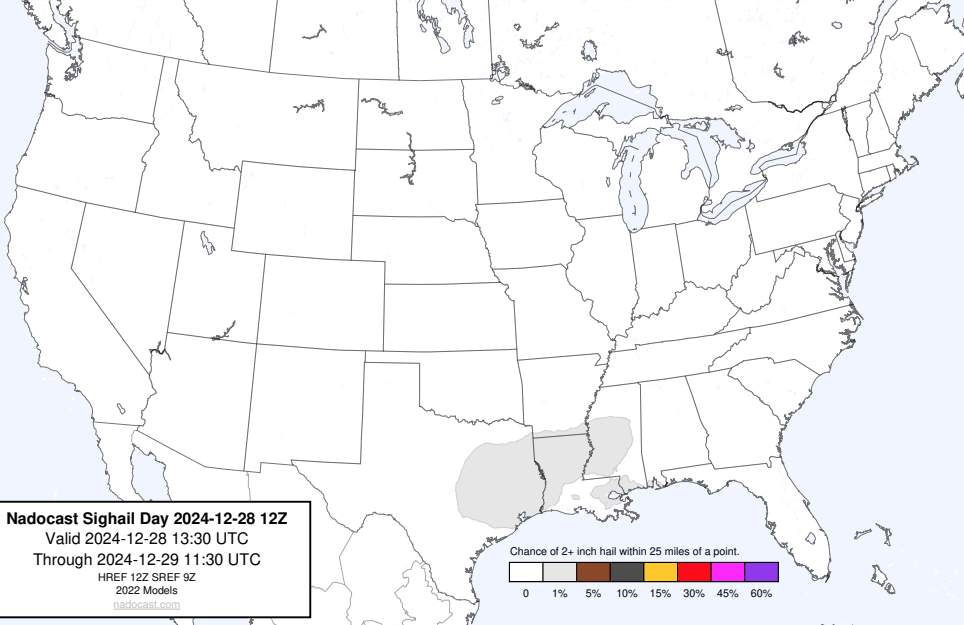 Nadocast Sighail Day 2024-12-28 12Z
Valid 2024-12-28 13:30 UTC
Through 2024-12-29 11:30 UTC
HREF 12Z SREF 9Z
2022 Models
nadocast.com
Chance of 2+ inch hail within 25 miles of a point.
0 1% 5% 10% 15% 30% 45% 60%